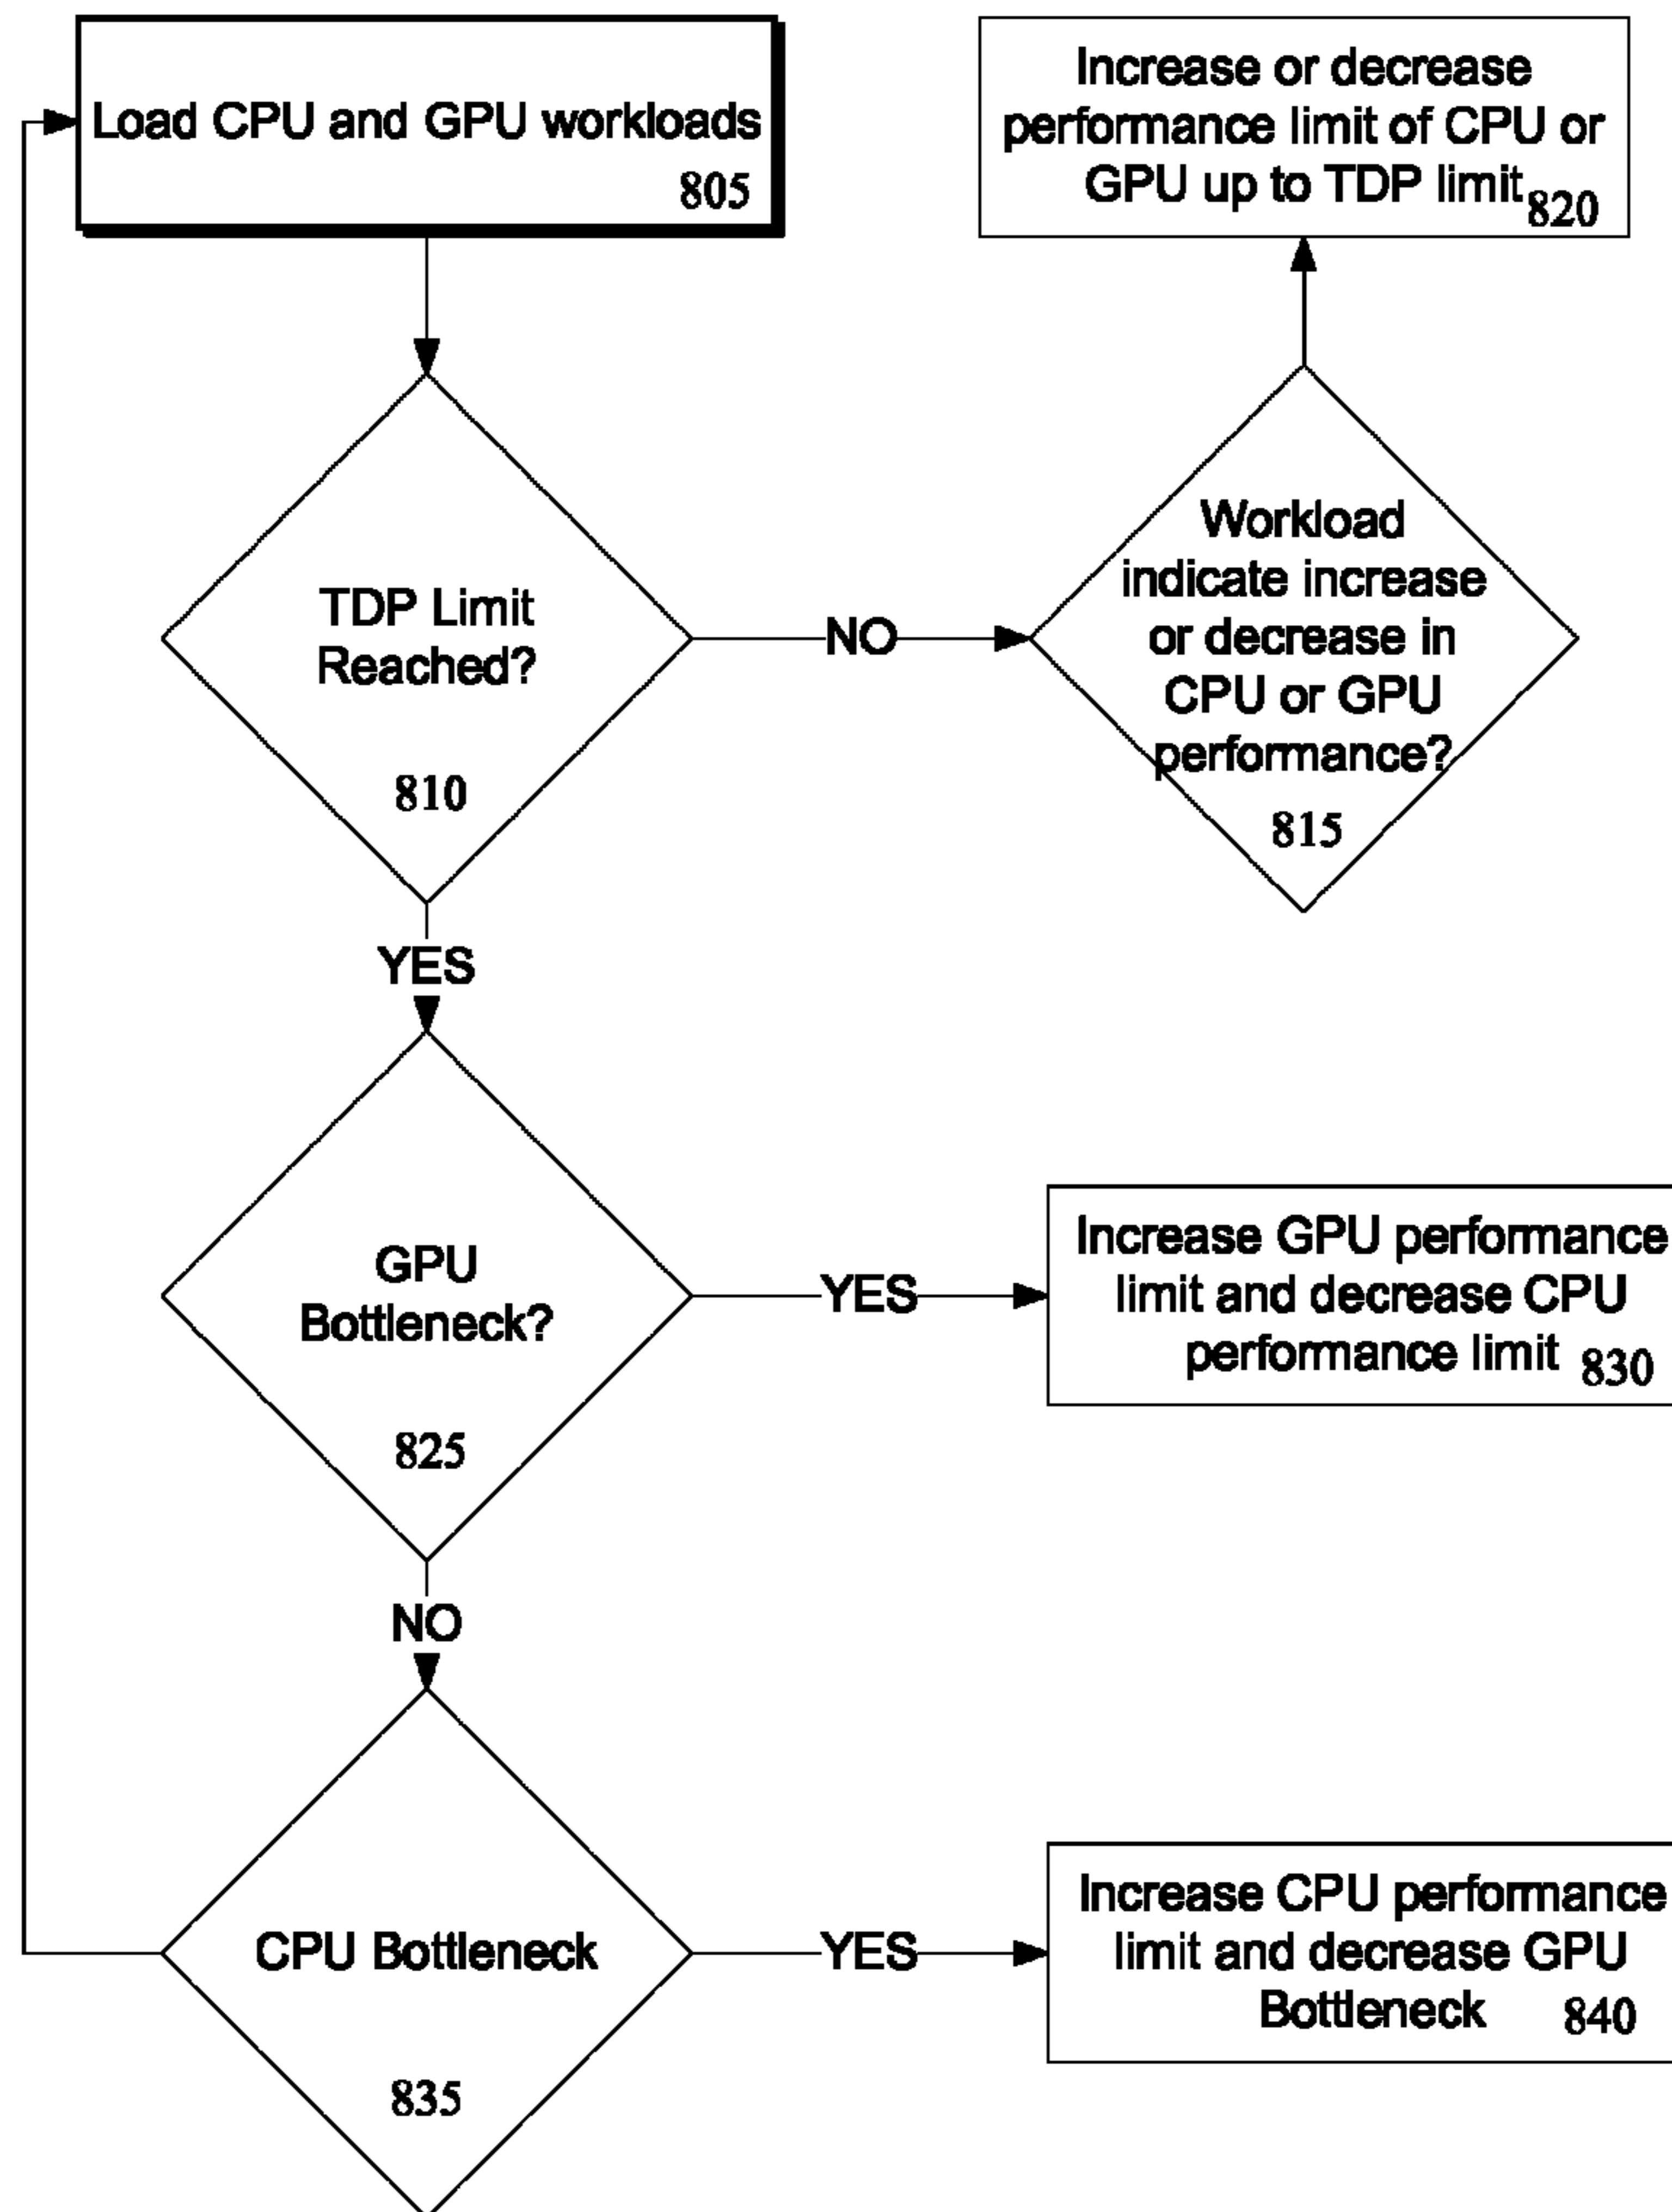 Load CPU and GPU workloads
805
Increase or decrease
performance limit of CPU or
GPU up to TDP limit
820
TDP Limit
Reached?
810
NO
Workload
indicate increase
or decrease in
CPU or GPU
performance?
815
YES
GPU
Bottleneck?
825
YES
Increase GPU performance
limit and decrease CPU
performance limit 830
NO
CPU Bottleneck
835
YES
Increase CPU performance
limit and decrease GPU
Bottleneck 840